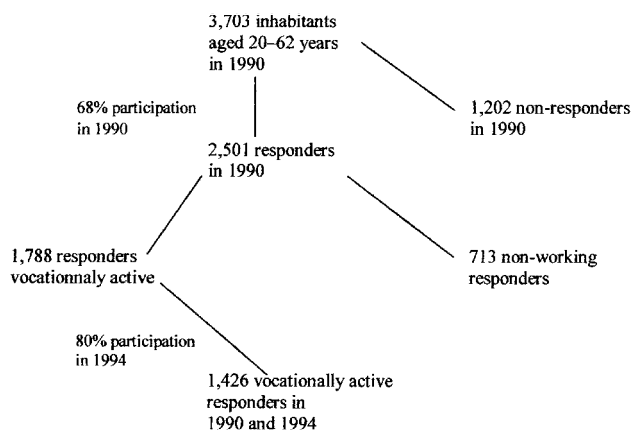 3,703 inhabitants
aged 20–62 years
in 1990
68% participation
in 1990
1,202 non-responders
in 1990
2,501 responders
in 1990
1,788 responders
vocationnaly active
713 non-working
responders
80% participation
in 1994
1,426 vocationally active
responders in
1990 and 1994